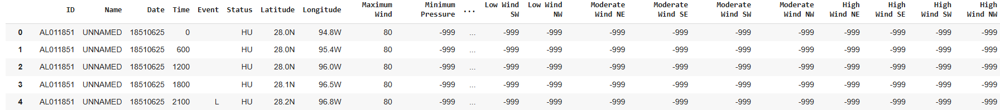 ID Name Date Time Event Status Latitude Longitude Maximum Wind Minimum Pressure ... Low Wind SW Low Wind NW Moderate Wind NE Moderate Wind SE Moderate Wind SW Moderate Wind NW High Wind NE High Wind SE High Wind SW High Wind NW
0 AL011851 UNNAMED 18510625 0 HU 28.0N 94.8W 80 -999 ... -999 -999 -999 -999 -999 -999 -999 -999 -999 -999
1 AL011851 UNNAMED 18510625 600 HU 28.0N 95.4W 80 -999 ... -999 -999 -999 -999 -999 -999 -999 -999 -999 -999
2 AL011851 UNNAMED 18510625 1200 HU 28.0N 96.0W 80 -999 ... -999 -999 -999 -999 -999 -999 -999 -999 -999 -999
3 AL011851 UNNAMED 18510625 1800 HU 28.1N 96.5W 80 -999 ... -999 -999 -999 -999 -999 -999 -999 -999 -999 -999
4 AL011851 UNNAMED 18510625 2100 L HU 28.2N 96.8W 80 -999 ... -999 -999 -999 -999 -999 -999 -999 -999 -999 -999